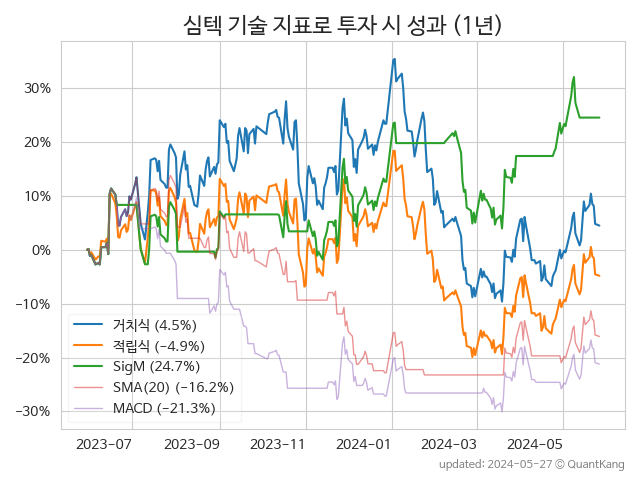 심텍 기술 지표로 투자 시 성과 (1년)
30%
20%
10%
0%
−10%
−20%
−30%
거치식 (4.5%)
적립식 (−4.9%)
SigM (24.7%)
SMA(20) (−16.2%)
MACD (−21.3%)
2023−07
2023−09
2023−11
2024−01
2024−03
2024−05
updated: 2024−05−27 © QuantKang